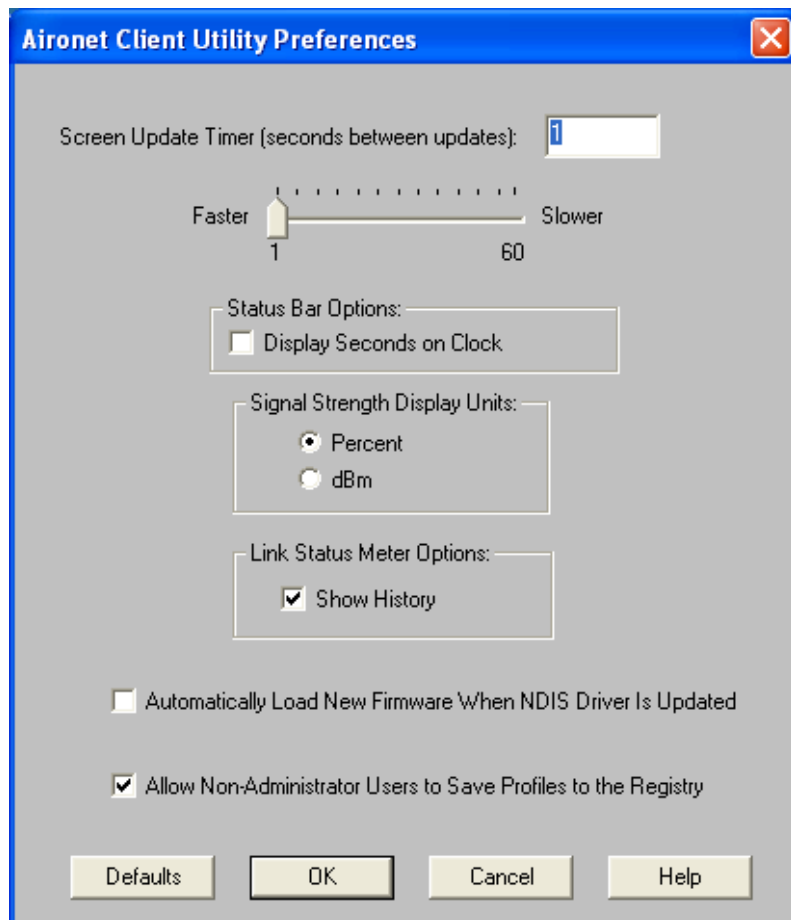 Aironet Client Utility Preferences
Screen Update Timer (seconds between updates): 1
Faster Slower
1 60
Status Bar Options:
Display Seconds on Clock
Signal Strength Display Units:
Percent
dBm
Link Status Meter Options:
Show History
Automatically Load New Firmware When NDIS Driver Is Updated
Allow Non-Administrator Users to Save Profiles to the Registry
Defaults OK Cancel Help